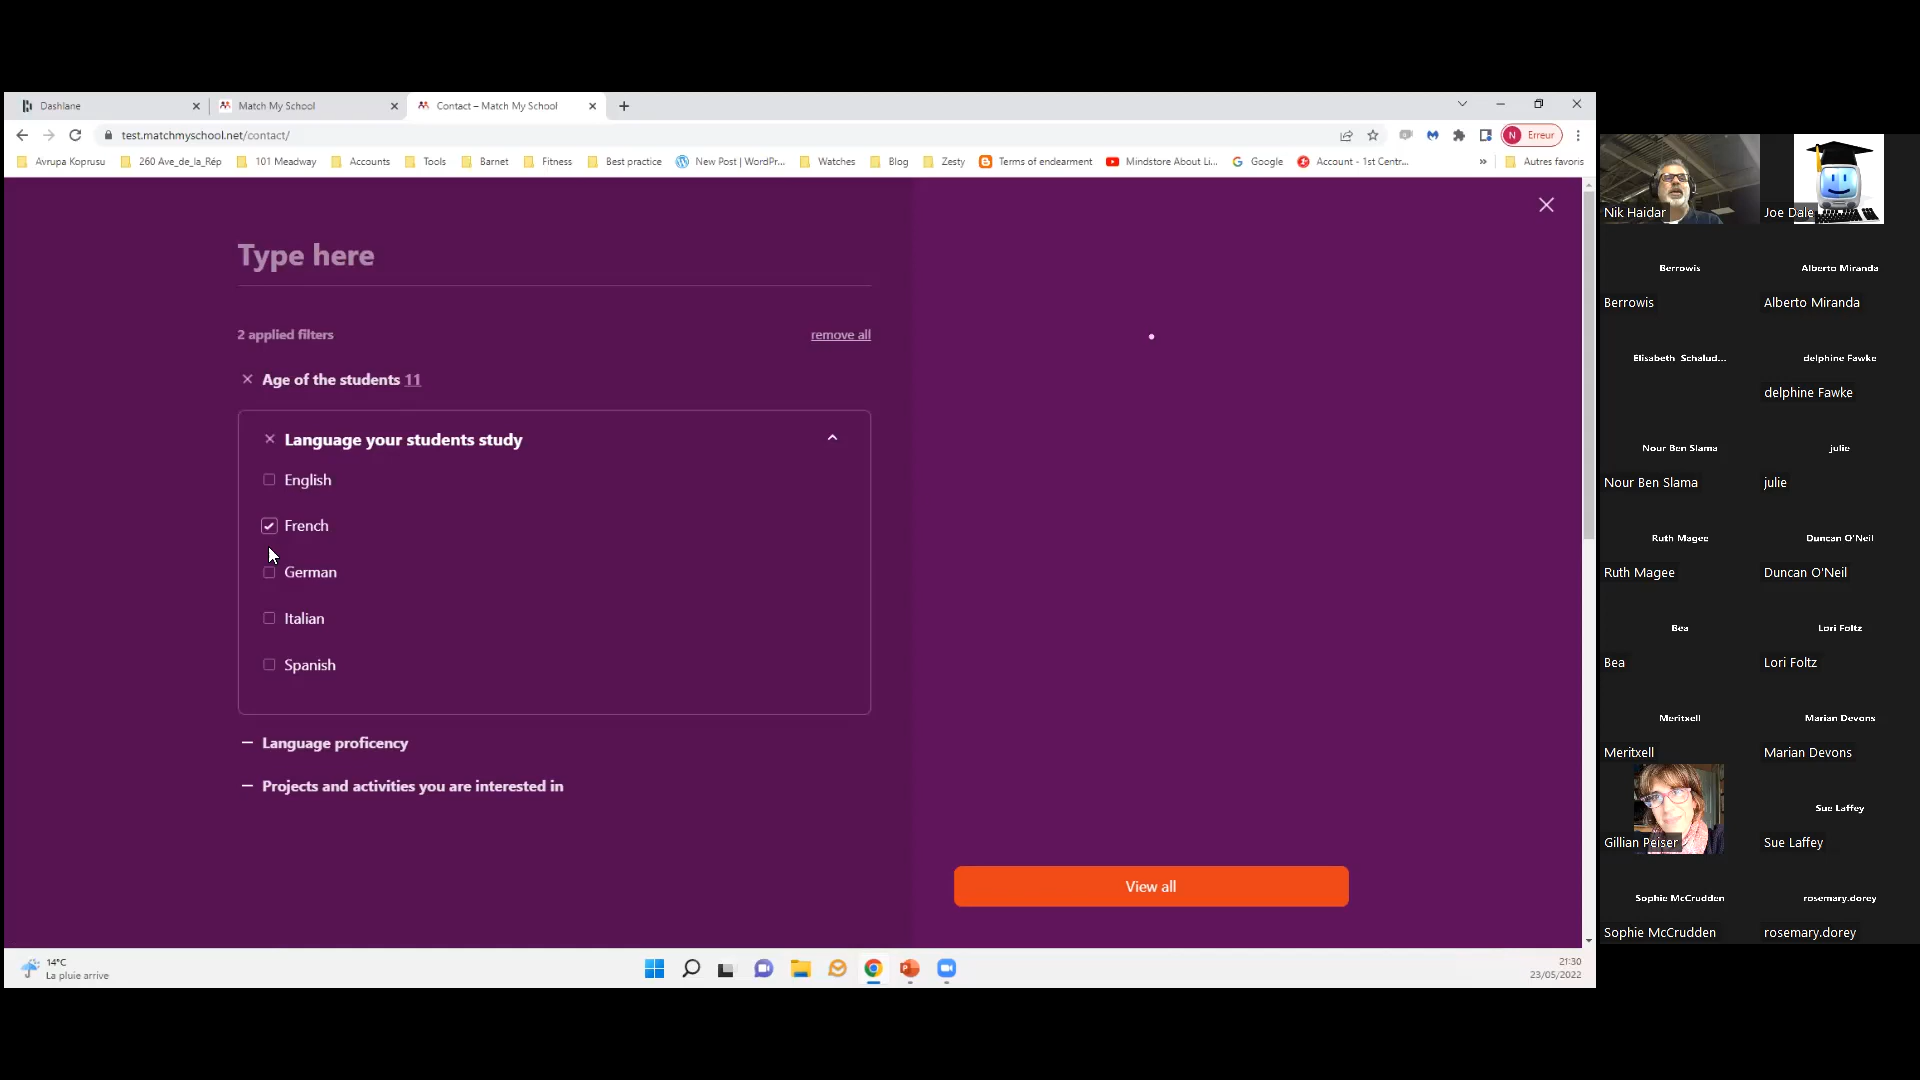 Dashlane
Match My School
Contact – Match My School
test.matchmyschool.net/contact/
N Erreur
Avrupa Koprusu
260 Ave_de_la_Rép
101 Meadway
Accounts
Tools
Barnet
Fitness
Best practice
New Post | WordPr...
Watches
Blog
Zesty
Terms of endearment
Mindstore About Li...
Google
Account - 1st Centr...
»
Autres favoris
Type here
2 applied filters
remove all
Age of the students 11
Language your students study
English
French
German
Italian
Spanish
Language proficency
Projects and activities you are interested in
View all
14°C
La pluie arrive
21:30
23/05/2022
Nik Haidar
Joe Dale
Berrowis
Alberto Miranda
Berrowis
Alberto Miranda
Elisabeth Schalud...
delphine Fawke
delphine Fawke
Nour Ben Slama
julie
Nour Ben Slama
julie
Ruth Magee
Duncan O'Neil
Ruth Magee
Duncan O'Neil
Bea
Lori Foltz
Bea
Lori Foltz
Meritxell
Marian Devons
Meritxell
Marian Devons
Sue Laffey
Gillian Peiser
Sue Laffey
Sophie McCrudden
rosemary.dorey
Sophie McCrudden
rosemary.dorey